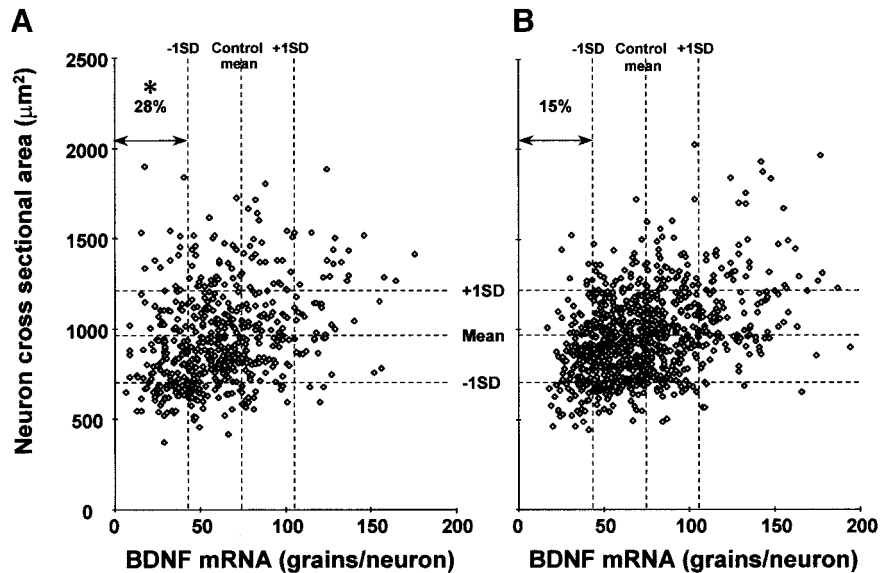 A
B
-1SD Control +1SD
mean
-1SD Control +1SD
mean
*
28%
15%
Neuron cross sectional area (μm²)
2500
2000
1500
1000
500
0
+1SD
Mean
-1SD
0 50 100 150 200
0 50 100 150 200
BDNF mRNA (grains/neuron)
BDNF mRNA (grains/neuron)